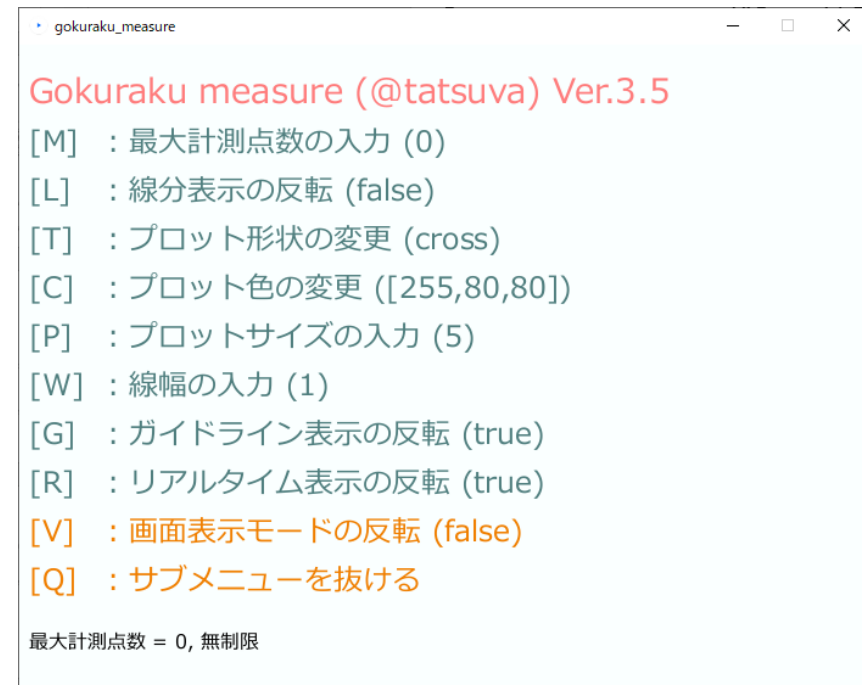 gokuraku_measure
Gokuraku measure (@tatsuva) Ver.3.5
[M] : 最大計測点数の入力 (0)
[L] : 線分表示の反転 (false)
[T] : プロット形状の変更 (cross)
[C] : プロット色の変更 ([255,80,80])
[P] : プロットサイズの入力 (5)
[W] : 線幅の入力 (1)
[G] : ガイドライン表示の反転 (true)
[R] : リアルタイム表示の反転 (true)
[V] : 画面表示モードの反転 (false)
[Q] : サブメニューを抜ける
最大計測点数 = 0, 無制限